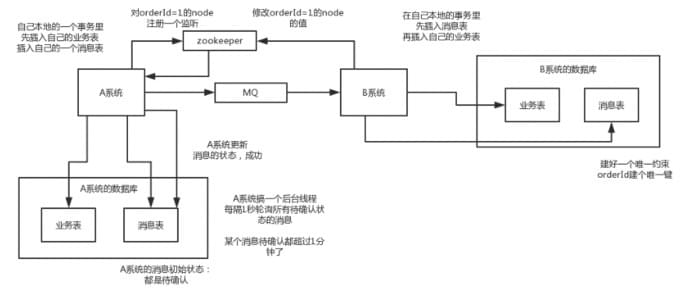 自己本地的一个事务里
先插入自己的业务表
插入自己的一个消息表
对orderId=1的node
注册一个监听
修改orderId=1的node
的值
zookeeper
在自己本地的事务里
先插入消息表
再插入自己的业务表
A系统
MQ
B系统
B系统的数据库
业务表
消息表
建好一个唯一约束
orderId建个唯一键
A系统更新
消息的状态，成功
A系统的数据库
业务表
消息表
A系统搞一个后台线程
每隔1秒轮询所有待确认状
态的消息
某个消息待确认都超过1分
钟了
A系统的消息初始状态：
都是待确认